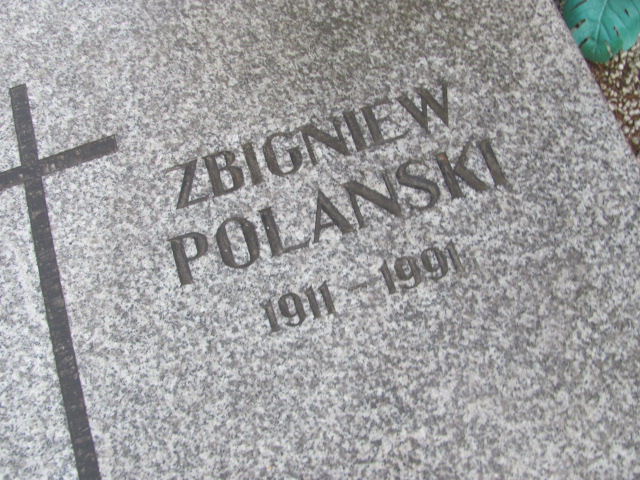 ZBIGNIEW
POLANSKI
1911 - 1991